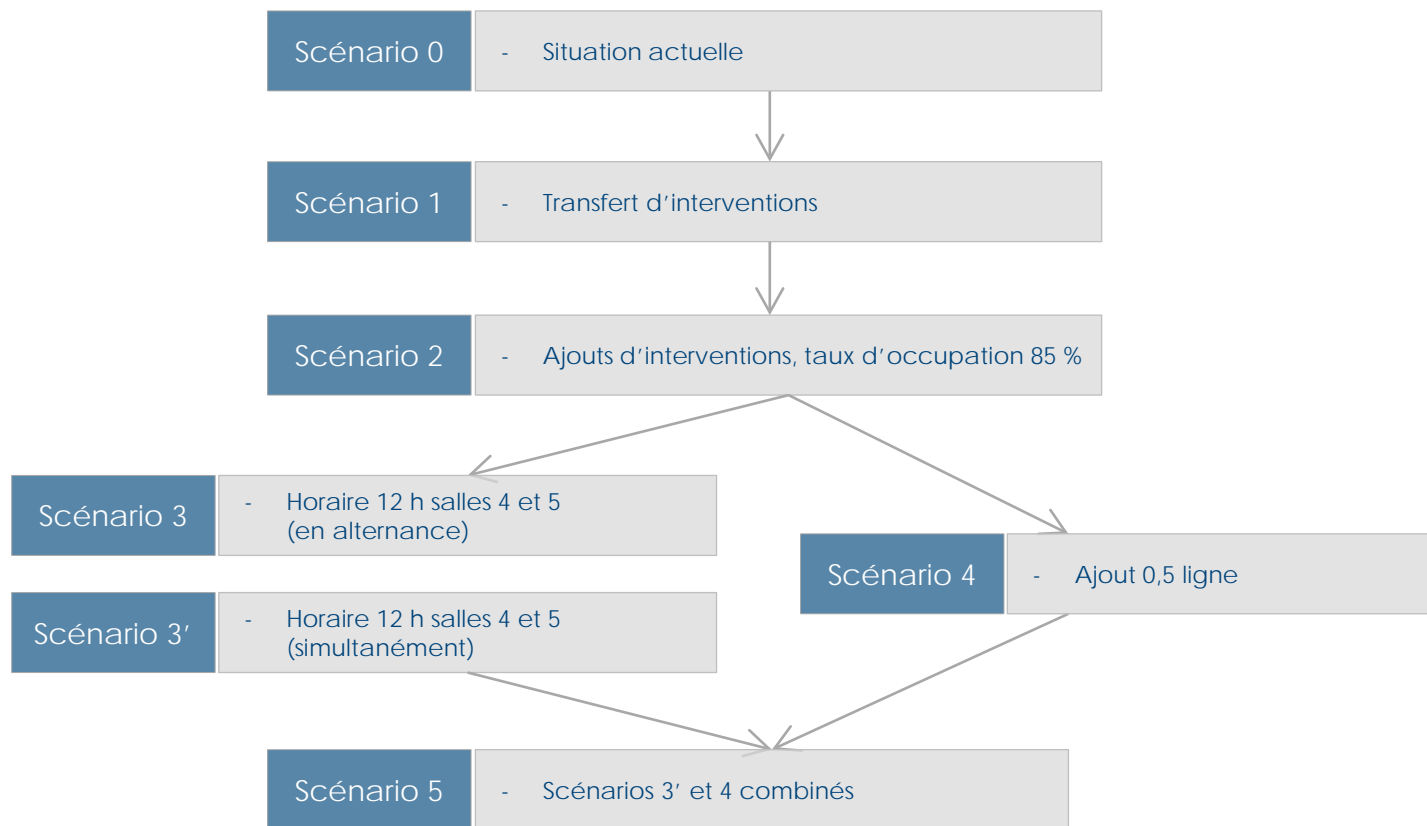 Scénario 0
- Situation actuelle
Scénario 1
- Transfert d’interventions
Scénario 2
- Ajouts d’interventions, taux d’occupation 85 %
Scénario 3
- Horaire 12 h salles 4 et 5
(en alternance)
Scénario 4
- Ajout 0,5 ligne
Scénario 3’
- Horaire 12 h salles 4 et 5
(simultanément)
Scénario 5
- Scénarios 3’ et 4 combinés